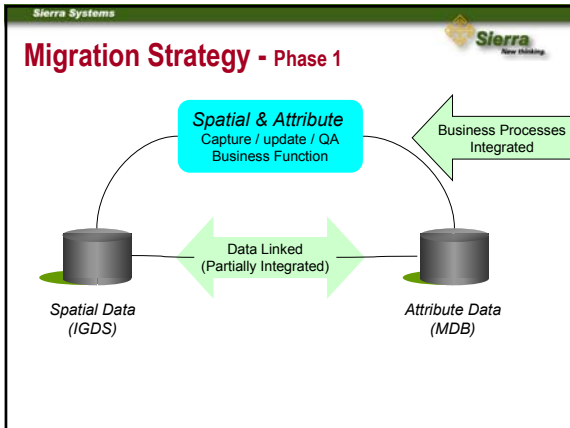 Sierra Systems
Sierra
New thinking.
Migration Strategy - Phase 1
Spatial & Attribute
Capture / update / QA
Business Function
Business Processes
Integrated
Data Linked
(Partially Integrated)
Spatial Data
(IGDS)
Attribute Data
(MDB)